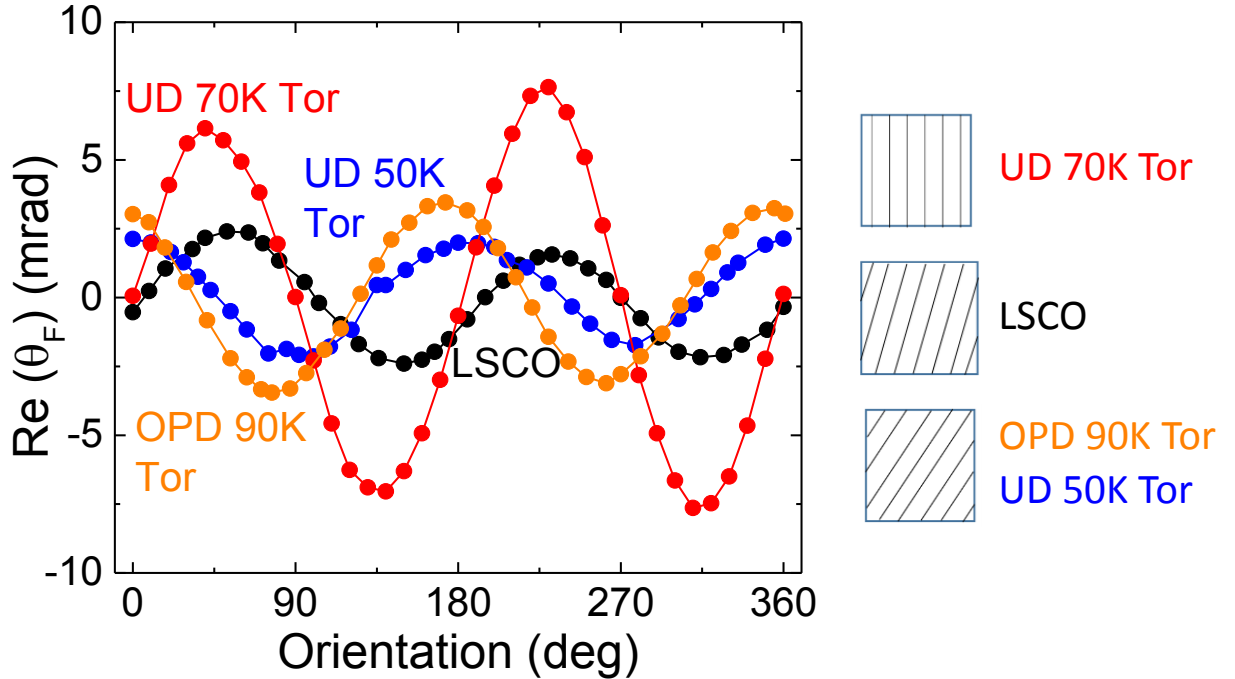 10
5
0
-5
-10
Re (θF) (mrad)
UD 70K Tor
UD 50K
Tor
LSCO
OPD 90K
Tor
0 90 180 270 360
Orientation (deg)
UD 70K Tor
LSCO
OPD 90K Tor
UD 50K Tor